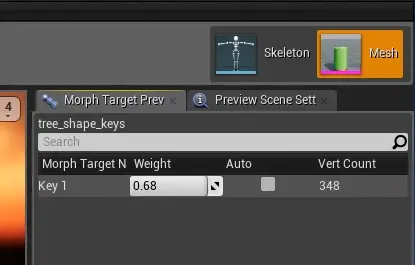 Skeleton
Mesh
4
Morph Target Prev
Preview Scene Sett
tree_shape_keys
Search
Morph Target N Weight Auto Vert Count
Key 1 0.68 348